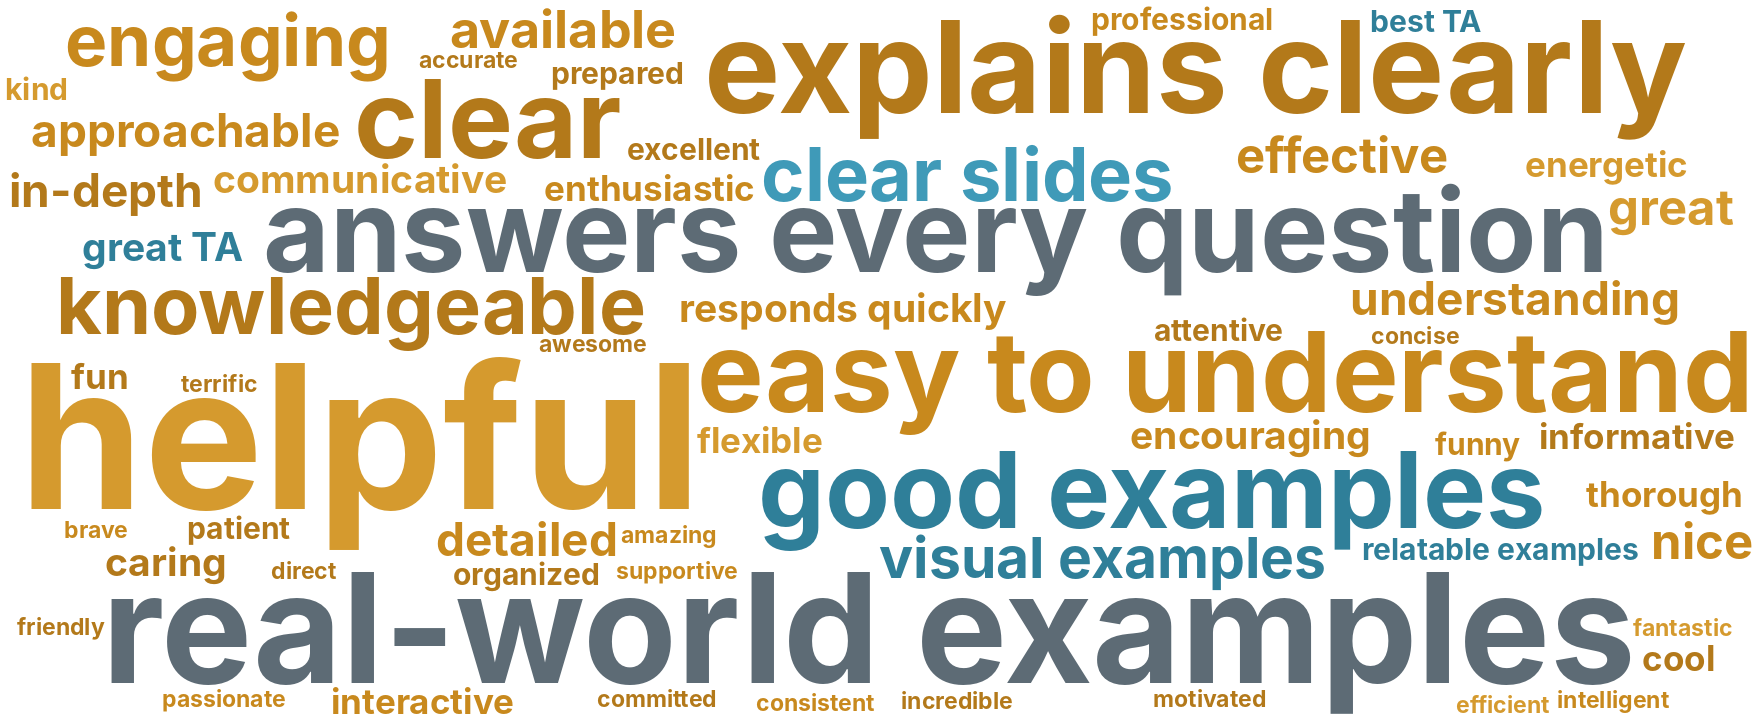 engaging
available
professional
best TA
explains clearly
accurate
prepared
kind
clear
approachable
excellent
clear slides
effective
energetic
in-depth
communicative
enthusiastic
great
answers every question
great TA
knowledgeable
responds quickly
understanding
attentive
concise
awesome
easy to understand
fun
terrific
helpful
flexible
encouraging
funny
informative
good examples
thorough
brave
patient
detailed
amazing
visual examples
relatable examples
nice
caring
direct
organized
supportive
real-world examples
friendly
fantastic
cool
passionate
interactive
committed
consistent
incredible
motivated
efficient
intelligent